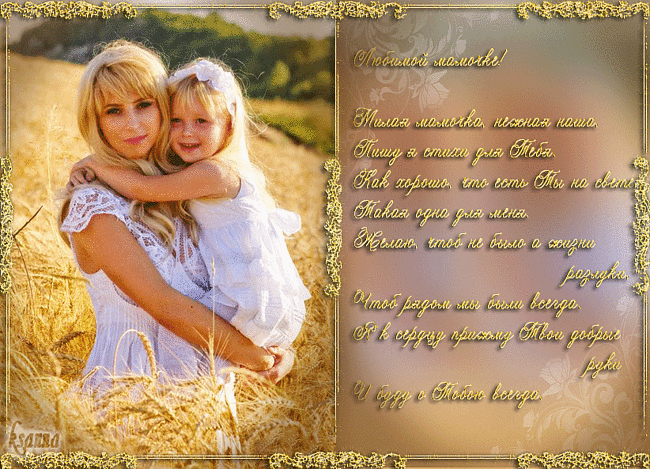 Любимой мамочке!
Милая мамочка, нежная наша,
Пишу я стихи для Тебя.
Как хорошо, что есть Ты на свете
Такая одна для меня.
Желаю, чтоб не было в жизни
разлуки,
Чтоб рядом мы были всегда.
Я к сердцу прижму Твои добрые
руки
И буду с Тобою всегда.
ksanna